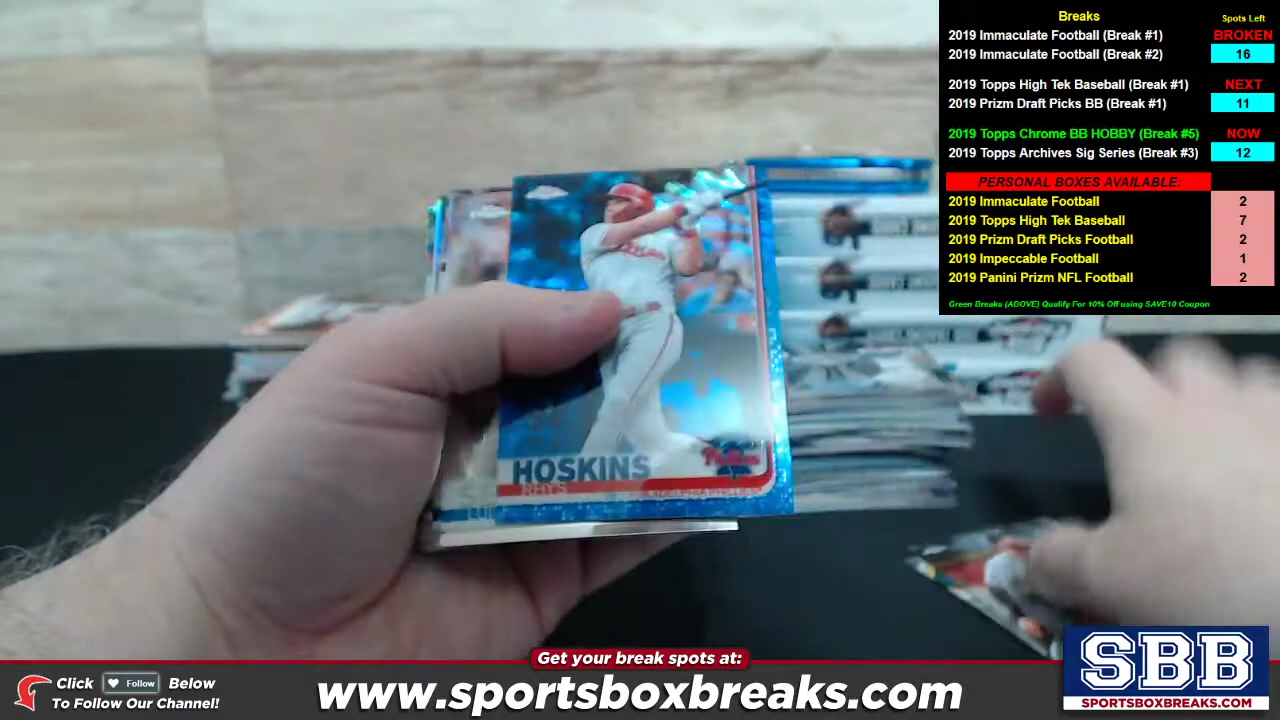 Breaks
Spots Left
2019 Immaculate Football (Break #1) BROKEN
2019 Immaculate Football (Break #2) 16
2019 Topps High Tek Baseball (Break #1) NEXT
2019 Prizm Draft Picks BB (Break #1) 11
2019 Topps Chrome BB HOBBY (Break #5) NOW
2019 Topps Archives Sig Series (Break #3) 12
PERSONAL BOXES AVAILABLE:
2019 Immaculate Football 2
2019 Topps High Tek Baseball 7
2019 Prizm Draft Picks Football 2
2019 Impeccable Football 1
2019 Panini Prizm NFL Football 2
Green Breaks (ABOVE) Qualify For 10% Off using SAVE10 Coupon
HOSKINS
RHYS
Phillies
Get your break spots at:
Click Follow Below
To Follow Our Channel!
www.sportsboxbreaks.com
SBB
SPORTSBOXBREAKS.COM